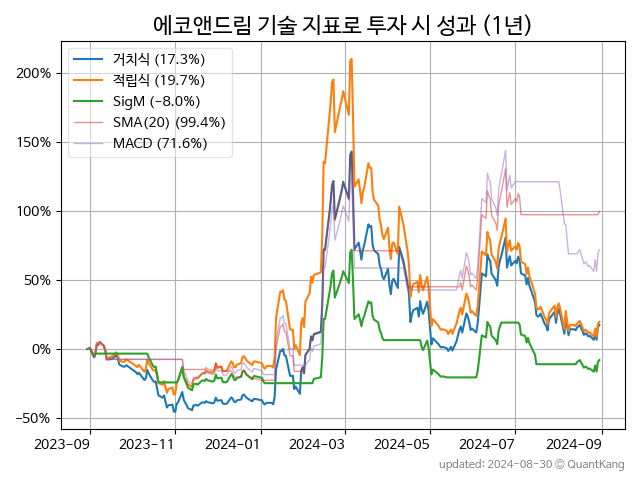 에코앤드림 기술 지표로 투자 시 성과 (1년)
거치식 (17.3%)
적립식 (19.7%)
SigM (−8.0%)
SMA(20) (99.4%)
MACD (71.6%)
200%
150%
100%
50%
0%
−50%
2023−09 2023−11 2024−01 2024−03 2024−05 2024−07 2024−09
updated: 2024−08−30 ⓒ QuantKang